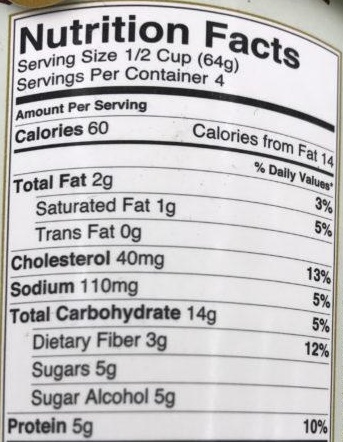 Nutrition Facts
Serving Size 1/2 Cup (64g)
Servings Per Container 4
Amount Per Serving
Calories 60 Calories from Fat 14
% Daily Values*
Total Fat 2g 3%
Saturated Fat 1g 5%
Trans Fat 0g
Cholesterol 40mg 13%
Sodium 110mg 5%
Total Carbohydrate 14g 5%
Dietary Fiber 3g 12%
Sugars 5g
Sugar Alcohol 5g
Protein 5g 10%